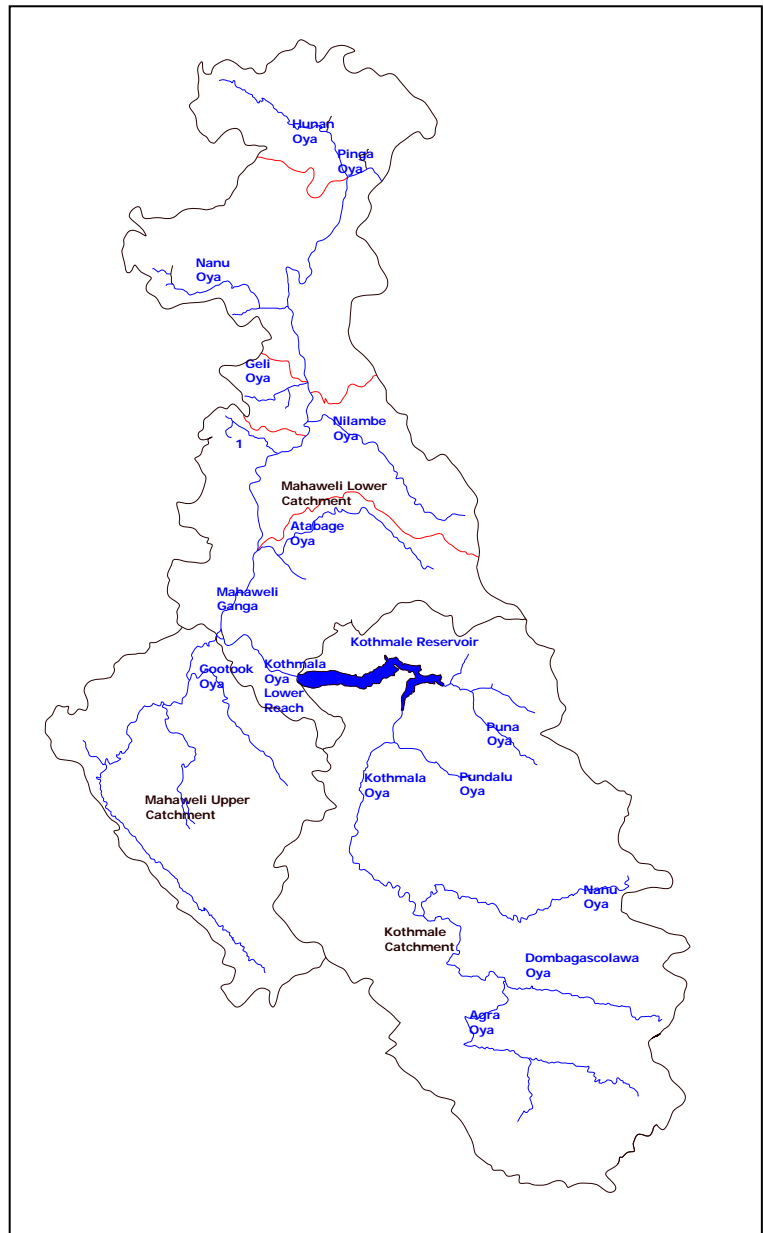 Hunan
Oya
Pinga
Oya
Nanu
Oya
Geli
Oya
Nilambe
Oya
1
Mahaweli Lower
Catchment
Atabage
Oya
Mahaweli
Ganga
Kothmale Reservoir
Gootook
Oya
Kothmala
Oya
Lower
Reach
Puna
Oya
Kothmala
Oya
Pundalu
Oya
Mahaweli Upper
Catchment
Nanu
Oya
Kothmale
Catchment
Dombagascolawa
Oya
Agra
Oya